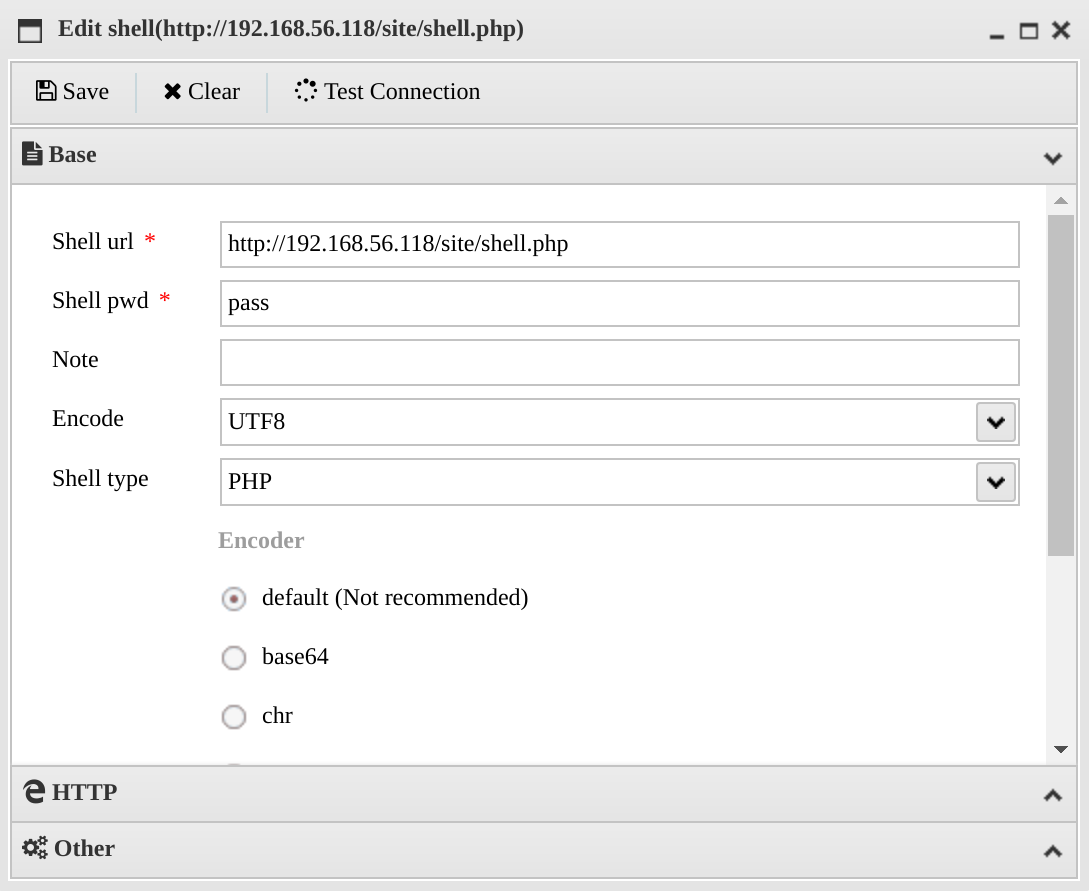 Edit shell(http://192.168.56.118/site/shell.php)
Save Clear Test Connection
Base
Shell url * http://192.168.56.118/site/shell.php
Shell pwd * pass
Note
Encode UTF8
Shell type PHP
Encoder
default (Not recommended)
base64
chr
HTTP
Other